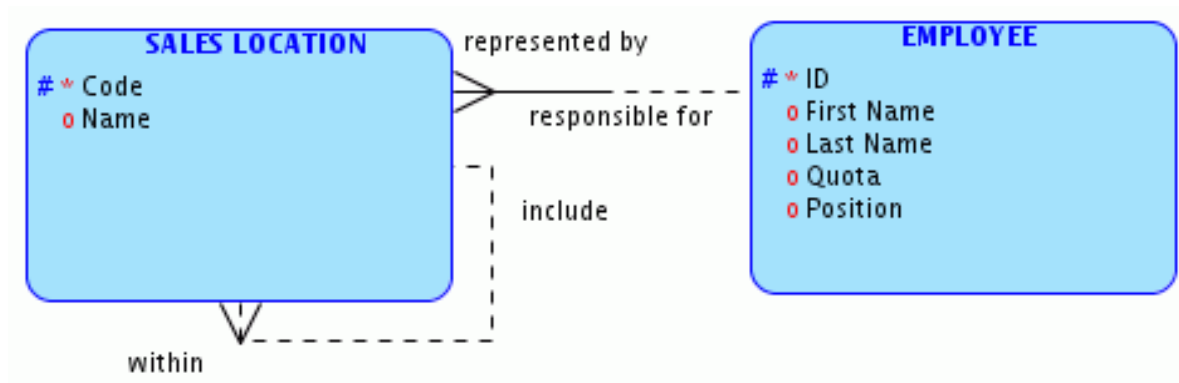 SALES LOCATION
# * Code
o Name
represented by
responsible for
include
within
EMPLOYEE
# * ID
o First Name
o Last Name
o Quota
o Position